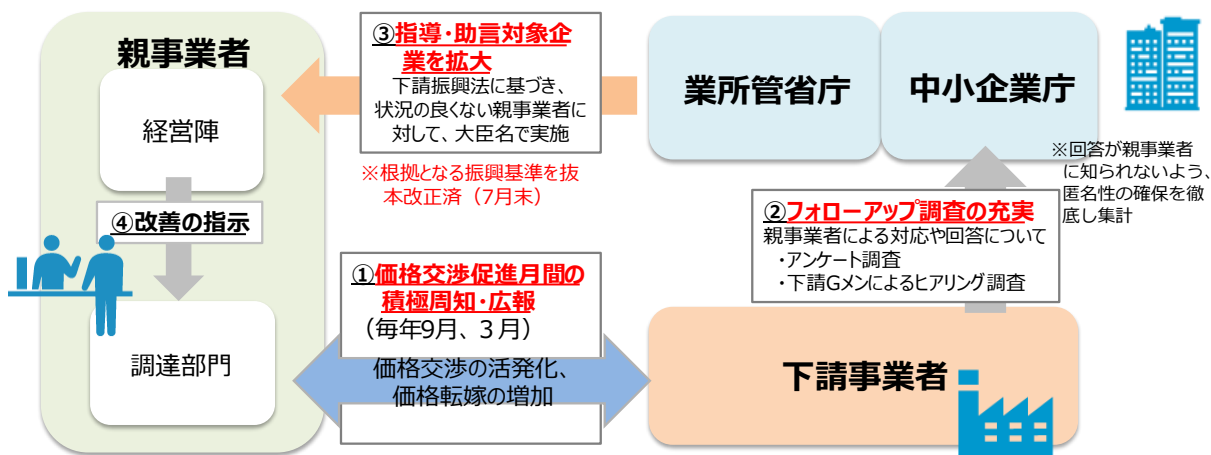 親事業者
経営陣
④改善の指示
調達部門
③指導・助言対象企
業を拡大
下請振興法に基づき、
状況の良くない親事業者に
対して、大臣名で実施
※根拠となる振興基準を抜
本改正済（7月末）
①価格交渉促進月間の
積極周知・広報
（毎年9月、３月）
価格交渉の活発化、
価格転嫁の増加
業所管省庁
中小企業庁
※回答が親事業者
に知られないよう、
匿名性の確保を徹
底し集計
②フォローアップ調査の充実
親事業者による対応や回答について
・アンケート調査
・下請Gメンによるヒアリング調査
下請事業者